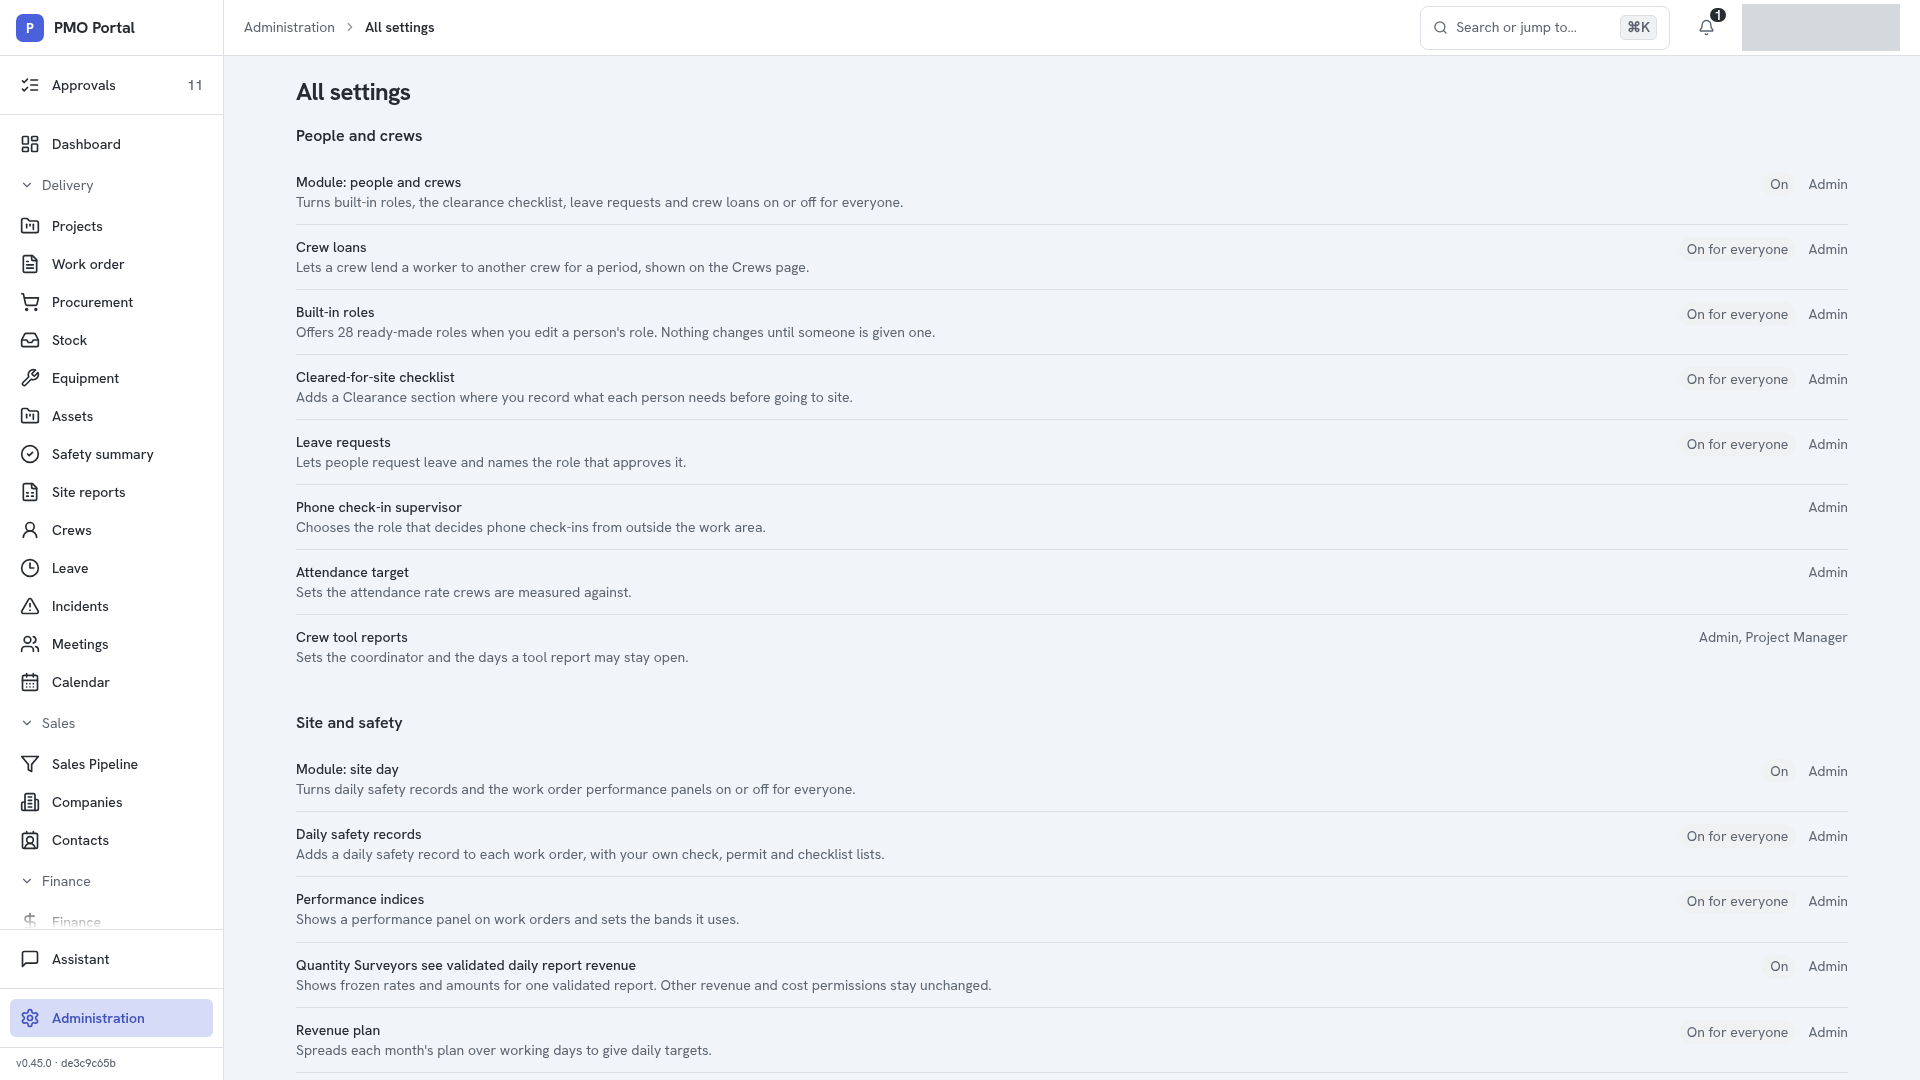 P PMO Portal
Administration > All settings
Search or jump to...
⌘K
1
Approvals 11
Dashboard
Delivery
Projects
Work order
Procurement
Stock
Equipment
Assets
Safety summary
Site reports
Crews
Leave
Incidents
Meetings
Calendar
Sales
Sales Pipeline
Companies
Contacts
Finance
Finance
Assistant
Administration
v0.45.0 · de3c9c65b
All settings
People and crews
Module: people and crews
On Admin
Turns built-in roles, the clearance checklist, leave requests and crew loans on or off for everyone.
Crew loans
On for everyone Admin
Lets a crew lend a worker to another crew for a period, shown on the Crews page.
Built-in roles
On for everyone Admin
Offers 28 ready-made roles when you edit a person's role. Nothing changes until someone is given one.
Cleared-for-site checklist
On for everyone Admin
Adds a Clearance section where you record what each person needs before going to site.
Leave requests
On for everyone Admin
Lets people request leave and names the role that approves it.
Phone check-in supervisor
Admin
Chooses the role that decides phone check-ins from outside the work area.
Attendance target
Admin
Sets the attendance rate crews are measured against.
Crew tool reports
Admin, Project Manager
Sets the coordinator and the days a tool report may stay open.
Site and safety
Module: site day
On Admin
Turns daily safety records and the work order performance panels on or off for everyone.
Daily safety records
On for everyone Admin
Adds a daily safety record to each work order, with your own check, permit and checklist lists.
Performance indices
On for everyone Admin
Shows a performance panel on work orders and sets the bands it uses.
Quantity Surveyors see validated daily report revenue
On Admin
Shows frozen rates and amounts for one validated report. Other revenue and cost permissions stay unchanged.
Revenue plan
On for everyone Admin
Spreads each month's plan over working days to give daily targets.